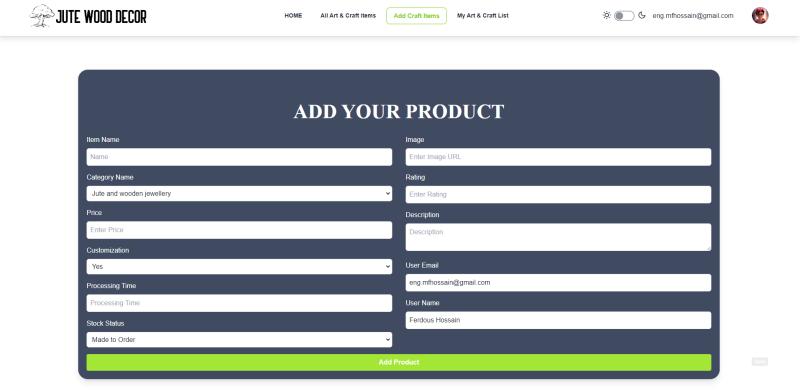 JUTE WOOD DECOR
HOME
All Art & Craft Items
Add Craft Items
My Art & Craft List
eng.mfhossain@gmail.com
ADD YOUR PRODUCT
Item Name
Name
Category Name
Jute and wooden jewellery
Price
Enter Price
Customization
Yes
Processing Time
Processing Time
Stock Status
Made to Order
Image
Enter Image URL
Rating
Enter Rating
Description
Description
User Email
eng.mfhossain@gmail.com
User Name
Ferdous Hossain
Add Product